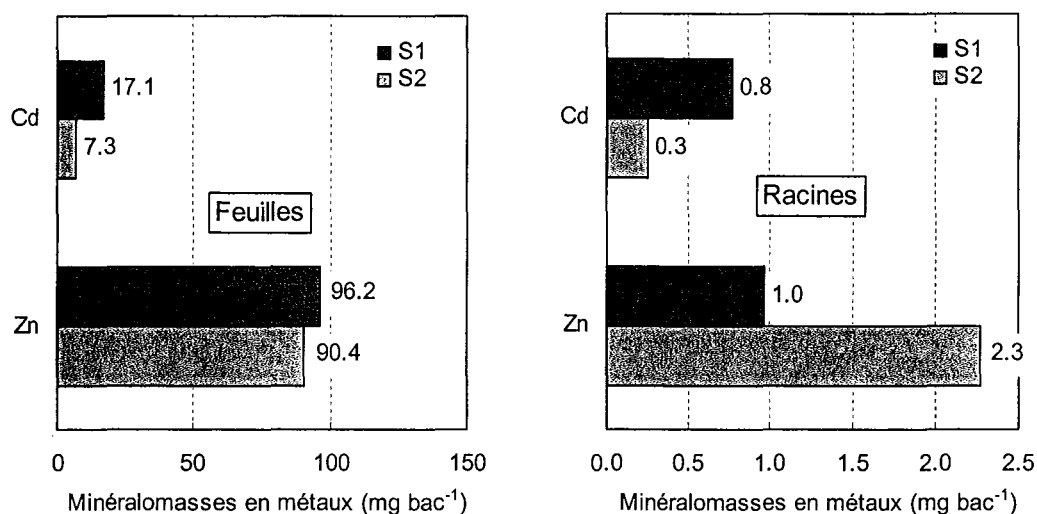 S1
S2
Cd
17.1
7.3
Feuilles
Zn
96.2
90.4
0 50 100 150
Minéralomasses en métaux (mg bac⁻¹)
S1
S2
Cd
0.8
0.3
Racines
Zn
1.0
2.3
0.0 0.5 1.0 1.5 2.0 2.5
Minéralomasses en métaux (mg bac⁻¹)